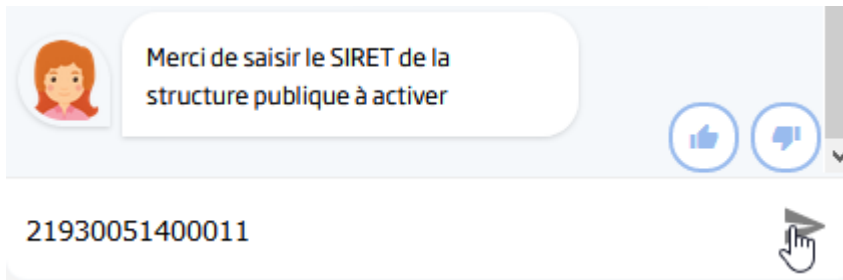 Merci de saisir le SIRET de la
structure publique à activer
21930051400011